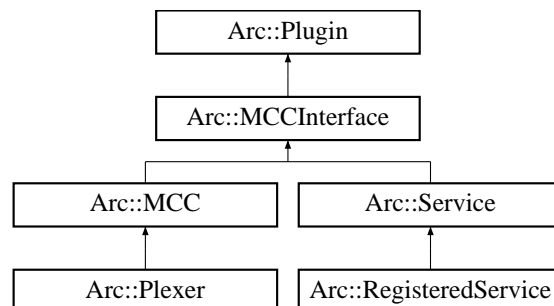 Arc::Plugin
Arc::MCCInterface
Arc::MCC
Arc::Service
Arc::Plexer
Arc::RegisteredService